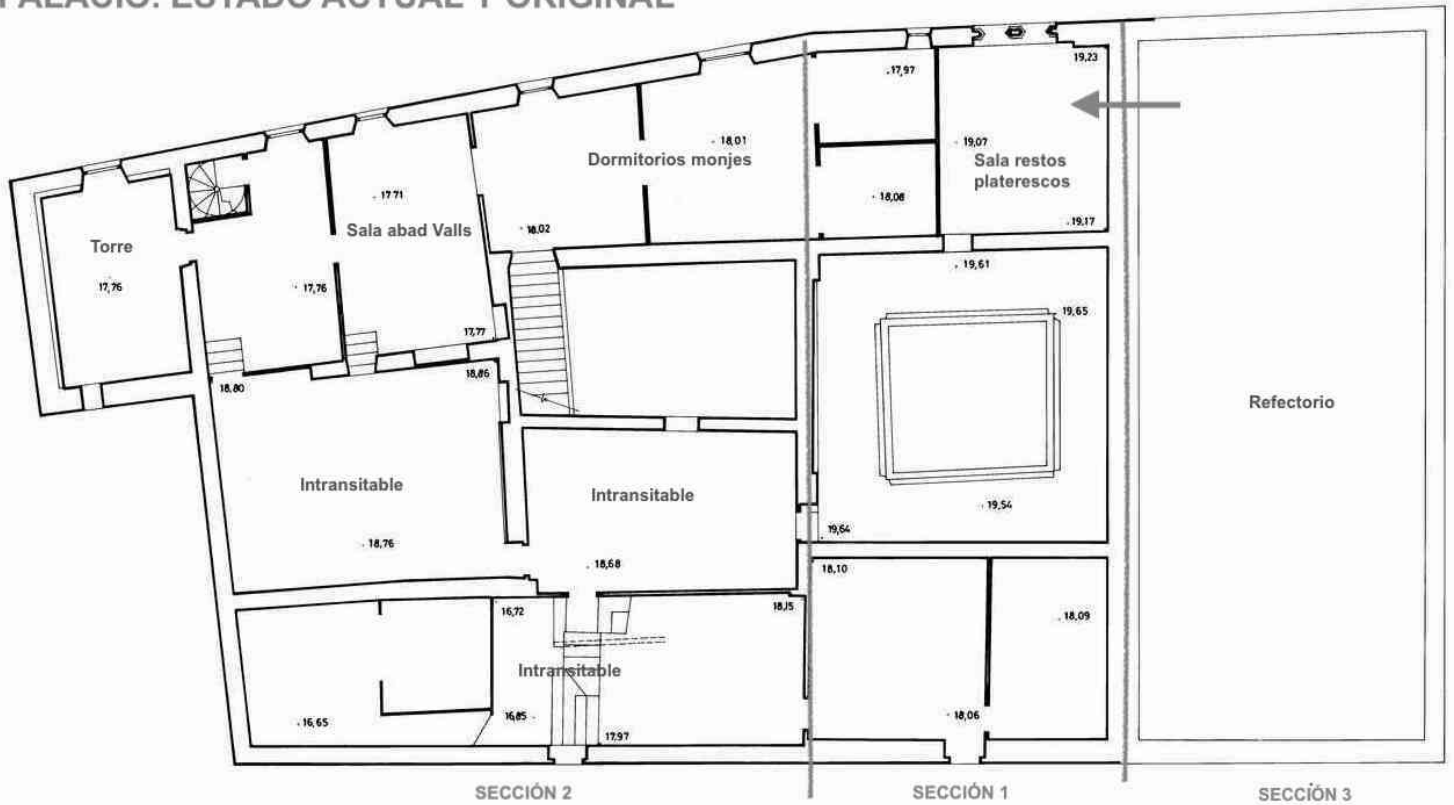 PALACIO. ESTADO ACTUAL Y ORIGINAL
19,23
17,97
18,01
19,07
Dormitorios monjes
Sala restos
platerescos
17,71
18,08
19,17
Sala abad Valls
18,02
Torre
19,61
17,76
17,76
19,65
17,77
18,86
18,80
Refectorio
Intransitable
Intransitable
19,54
19,64
18,76
18,68
18,10
16,72
18,15
18,09
Intransitable
16,65
16,85
18,06
17,97
SECCIÓN 2
SECCIÓN 1
SECCIÓN 3